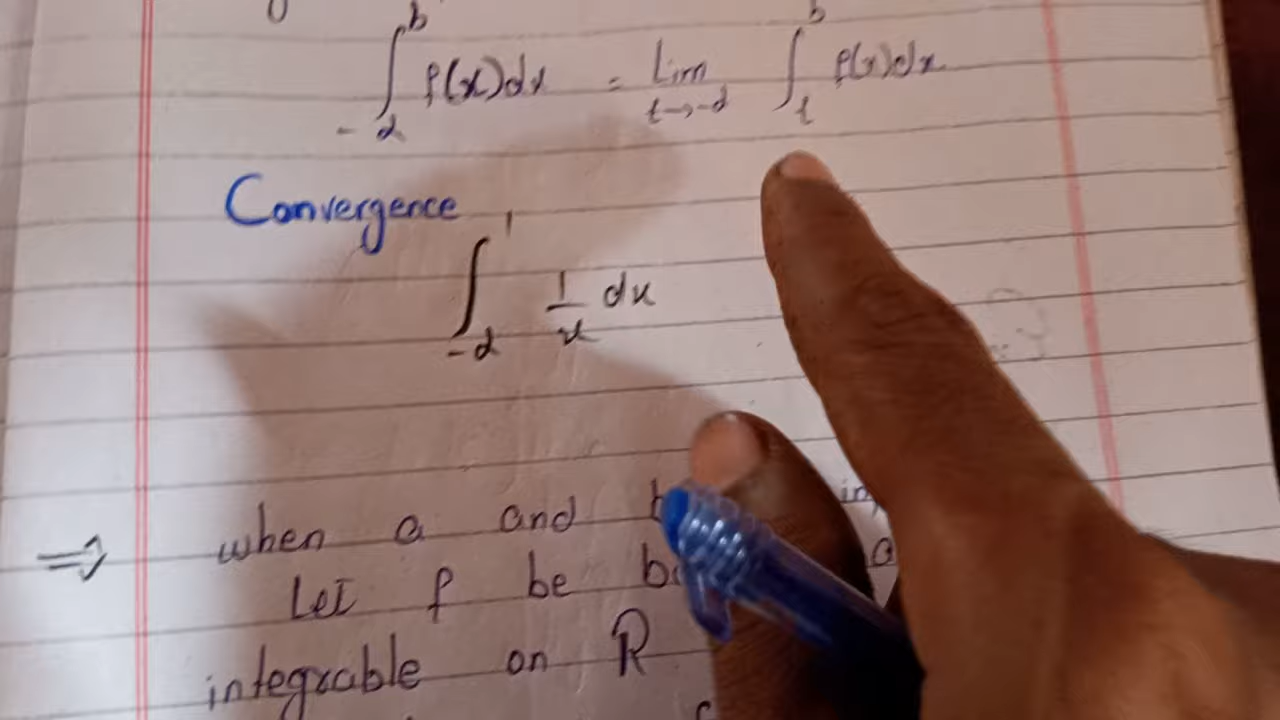 ∫_{-∞}^{b} f(x)dx = Lim_{t→-∞} ∫_{t}^{b} f(x)dx
Convergence
∫_{-∞}^{1} 1/x dx
⇒ when a and
Let f be
integrable on R